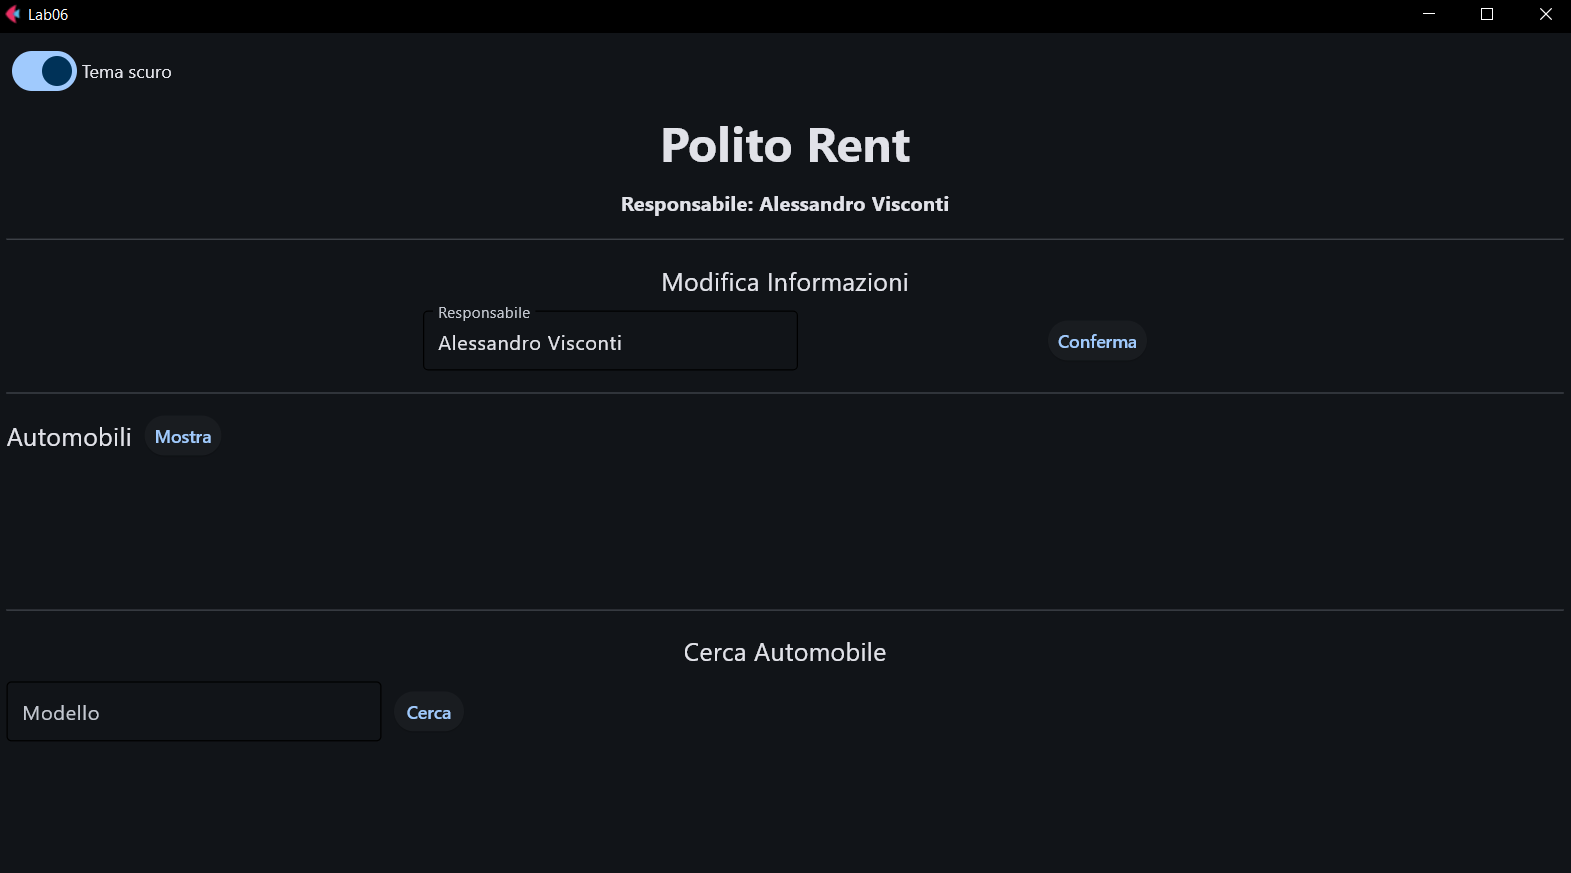 Lab06
Tema scuro
Polito Rent
Responsabile: Alessandro Visconti
Modifica Informazioni
Responsabile
Alessandro Visconti
Conferma
Automobili Mostra
Cerca Automobile
Modello Cerca